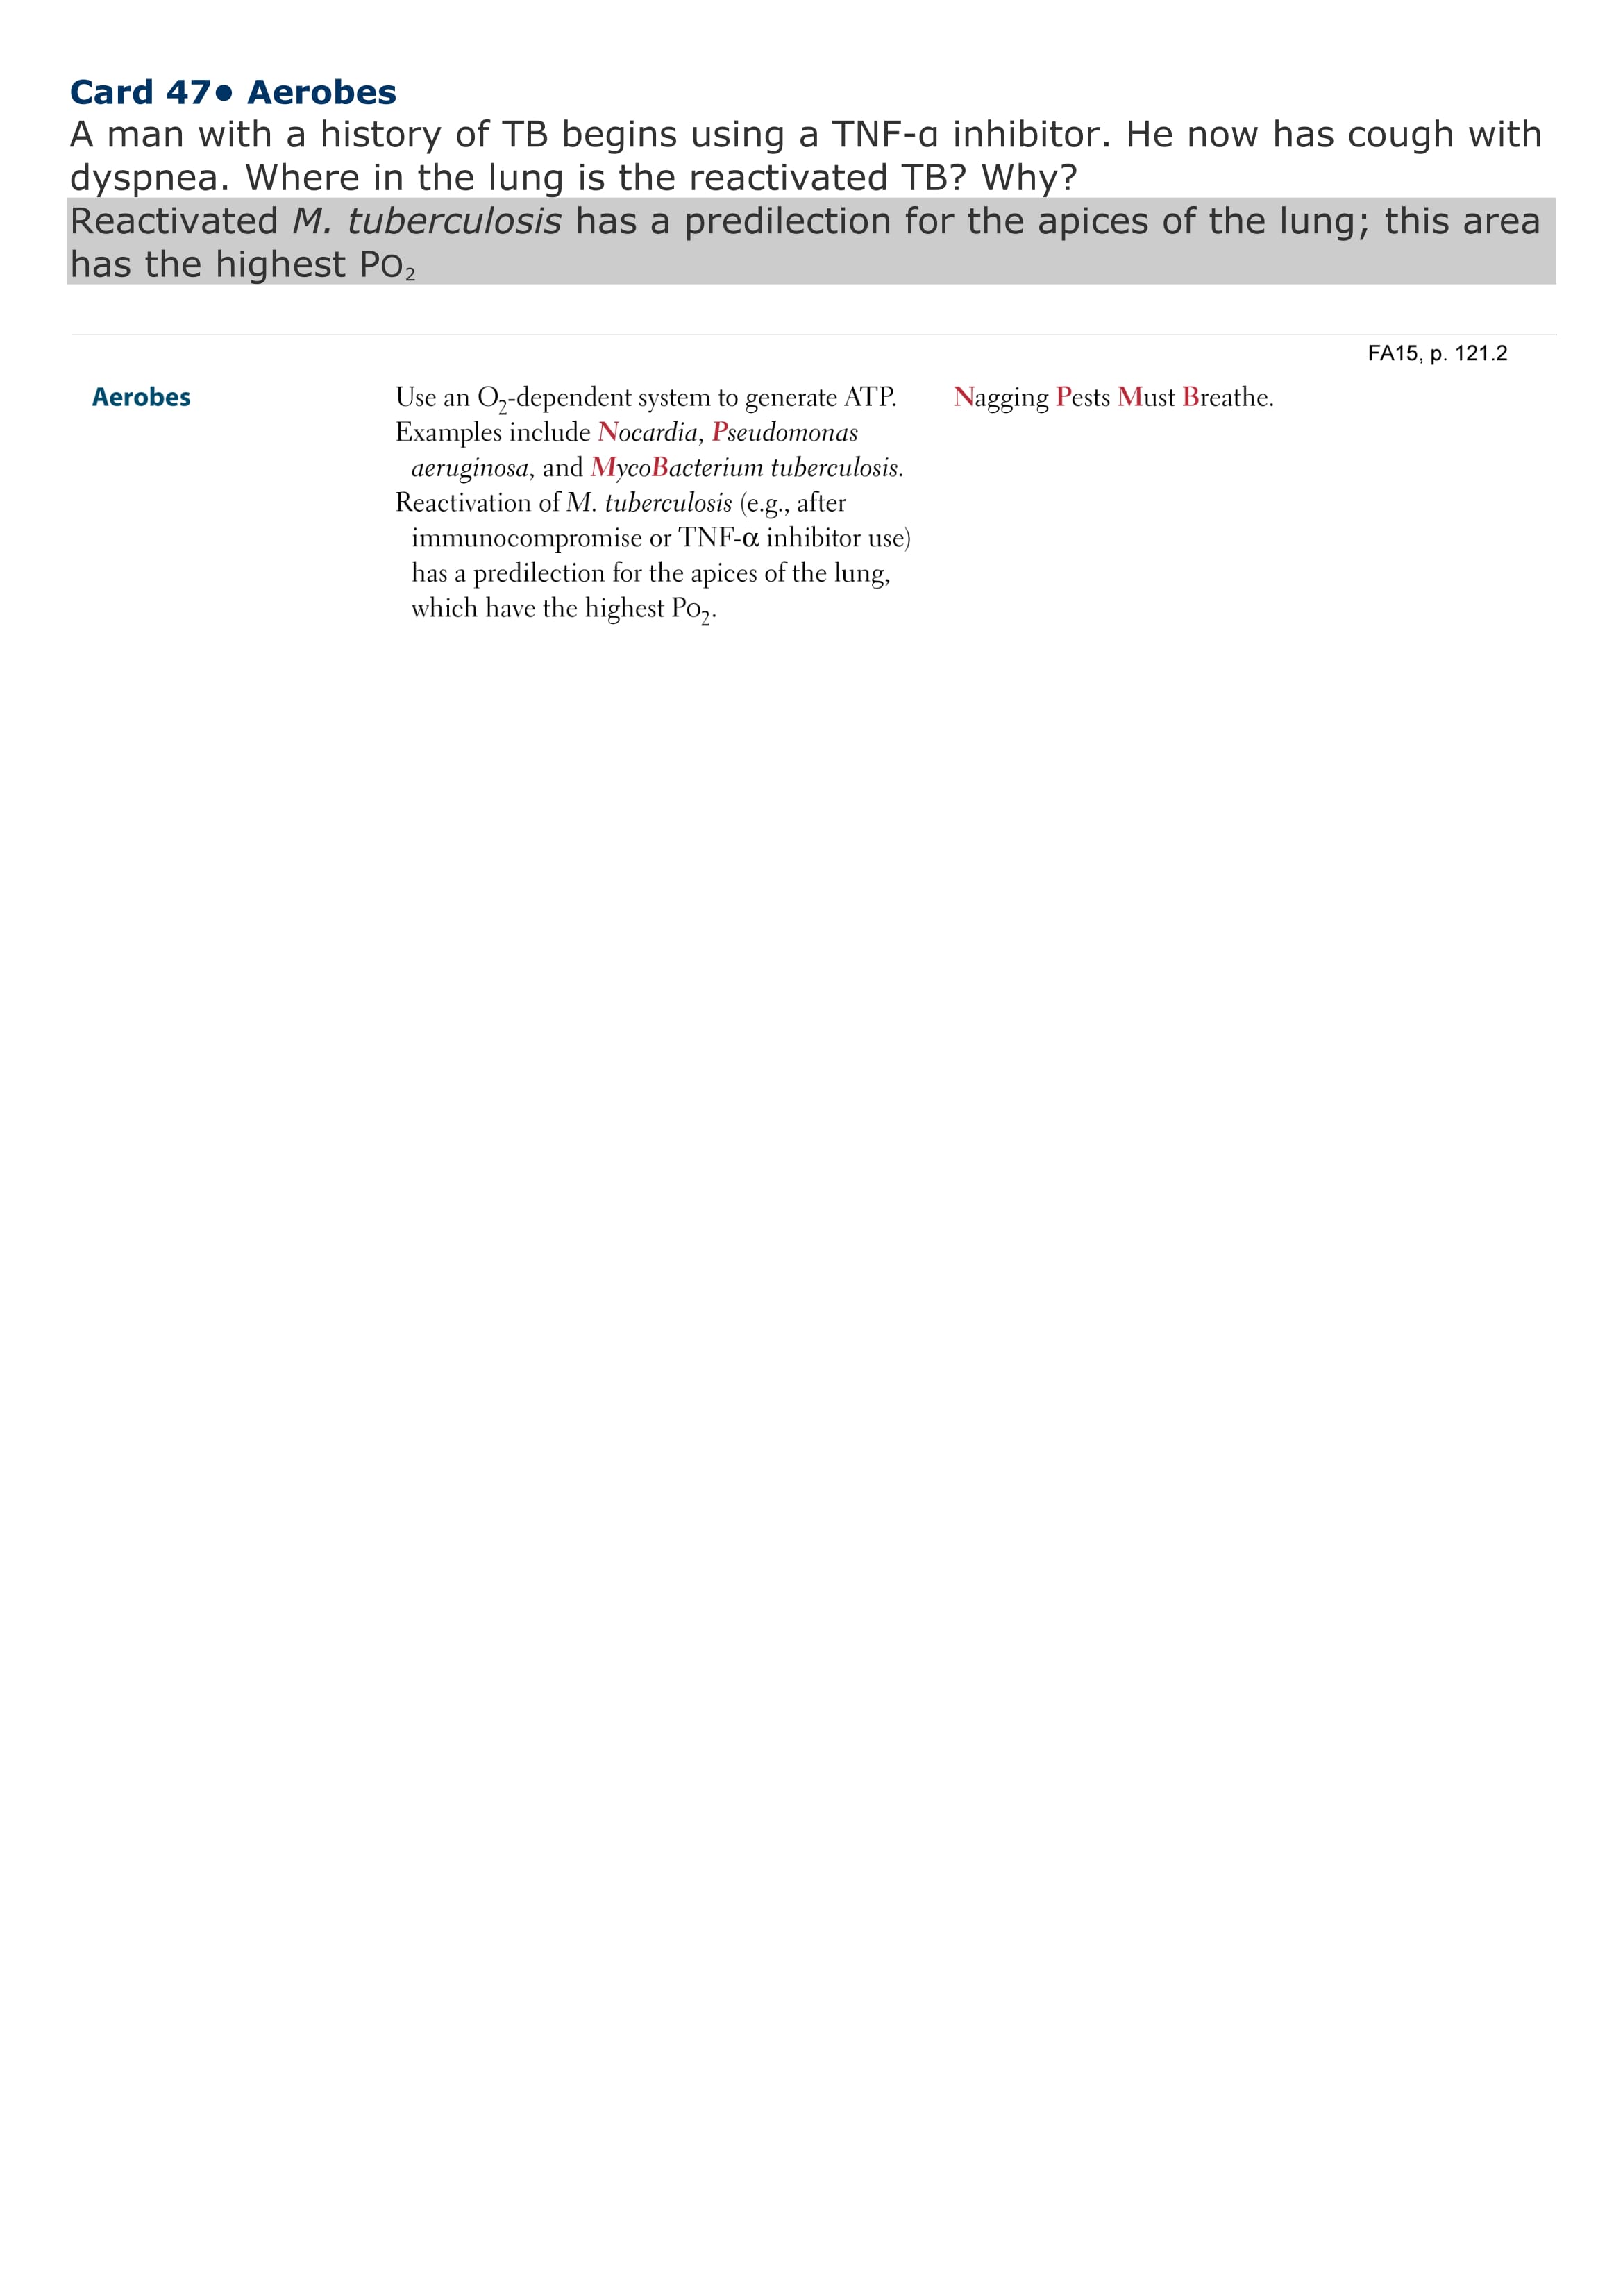 Card 47● Aerobes
A man with a history of TB begins using a TNF-α inhibitor. He now has cough with
dyspnea. Where in the lung is the reactivated TB? Why?
Reactivated M. tuberculosis has a predilection for the apices of the lung; this area
has the highest PO₂
FA15, p. 121.2
Aerobes
Use an O₂-dependent system to generate ATP.
Examples include Nocardia, Pseudomonas
aeruginosa, and MycoBacterium tuberculosis.
Reactivation of M. tuberculosis (e.g., after
immunocompromise or TNF-α inhibitor use)
has a predilection for the apices of the lung,
which have the highest Po₂.
Nagging Pests Must Breathe.